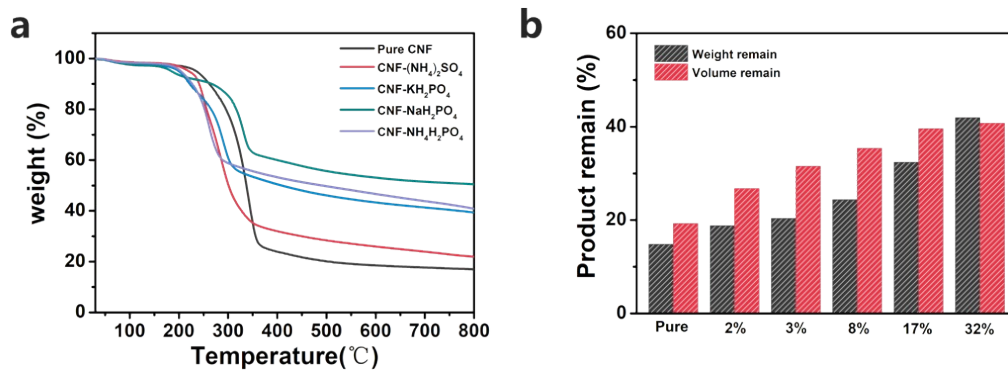 a
100
80
60
40
20
0
weight (%)
100 200 300 400 500 600 700 800
Temperature(℃)
Pure CNF
CNF-(NH₄)₂SO₄
CNF-KH₂PO₄
CNF-NaH₂PO₄
CNF-NH₄H₂PO₄
b
60
40
20
0
Product remain (%)
Weight remain
Volume remain
Pure 2% 3% 8% 17% 32%